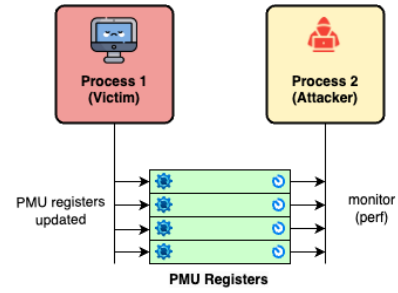 Process 1
(Victim)
Process 2
(Attacker)
PMU registers
updated
monitor
(perf)
PMU Registers